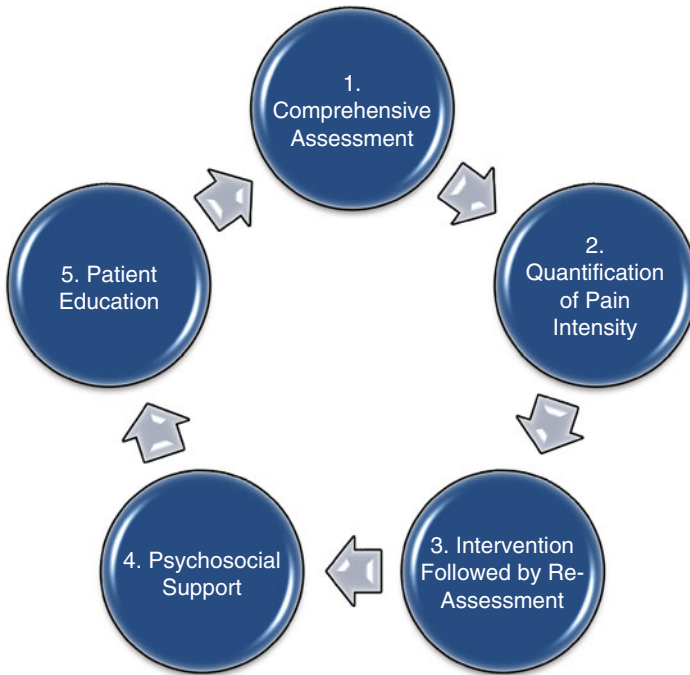 1.
Comprehensive
Assessment
2.
Quantification
of Pain
Intensity
3. Intervention
Followed by Re-
Assessment
4. Psychosocial
Support
5. Patient
Education